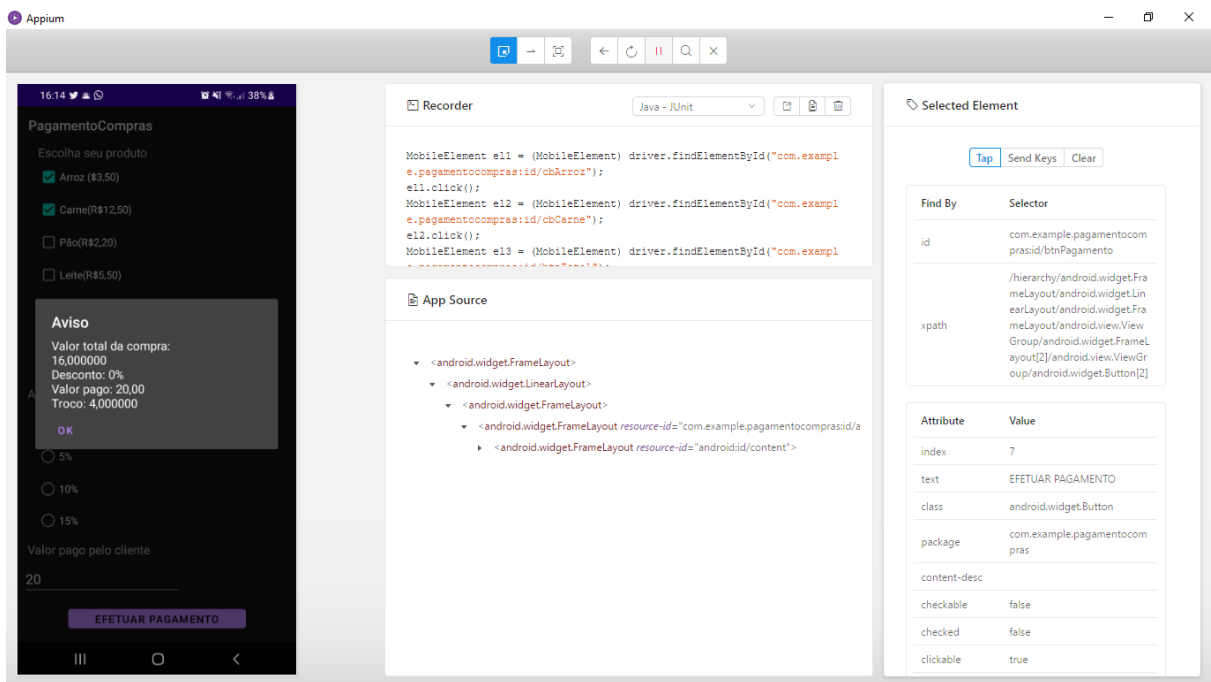 Appium
16:14
38%
PagamentoCompras
Escolha seu produto
Arroz ($3,50)
Carne(R$12,50)
Pão(R$2,20)
Leite(R$5,50)
Aviso
Valor total da compra:
16,000000
Desconto: 0%
Valor pago: 20,00
Troco: 4,000000
OK
A
5%
10%
15%
Valor pago pelo cliente
20
EFETUAR PAGAMENTO
Recorder
Java - JUnit
MobileElement el1 = (MobileElement) driver.findElementById("com.exampl
e.pagamentocompras:id/cbArroz");
el1.click();
MobileElement el2 = (MobileElement) driver.findElementById("com.exampl
e.pagamentocompras:id/cbCarne");
el2.click();
MobileElement el3 = (MobileElement) driver.findElementById("com.exampl
e.pagamentocompras:id/btnTotal");
App Source
<android.widget.FrameLayout>
<android.widget.LinearLayout>
<android.widget.FrameLayout>
<android.widget.FrameLayout resource-id="com.example.pagamentocompras:id/a
<android.widget.FrameLayout resource-id="android:id/content">
Selected Element
Tap Send Keys Clear
Find By Selector
id com.example.pagamentocom
pras:id/btnPagamento
xpath /hierarchy/android.widget.Fra
meLayout/android.widget.Lin
earLayout/android.widget.Fra
meLayout/android.view.View
Group/android.widget.FrameL
ayout[2]/android.view.ViewGr
oup/android.widget.Button[2]
Attribute Value
index 7
text EFETUAR PAGAMENTO
class android.widget.Button
package com.example.pagamentocom
pras
content-desc
checkable false
checked false
clickable true